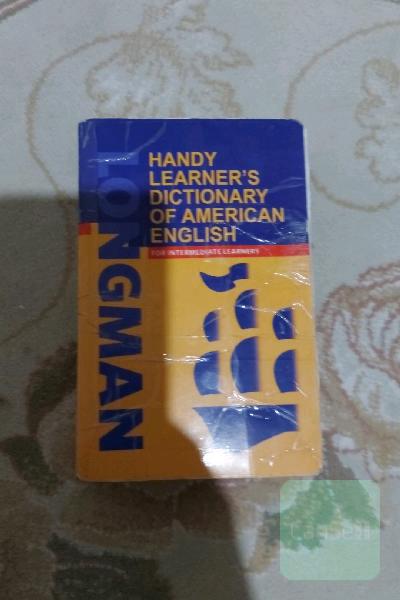 LONGMAN
HANDY
LEARNER'S
DICTIONARY
OF AMERICAN
ENGLISH
FOR INTERMEDIATE LEARNERS